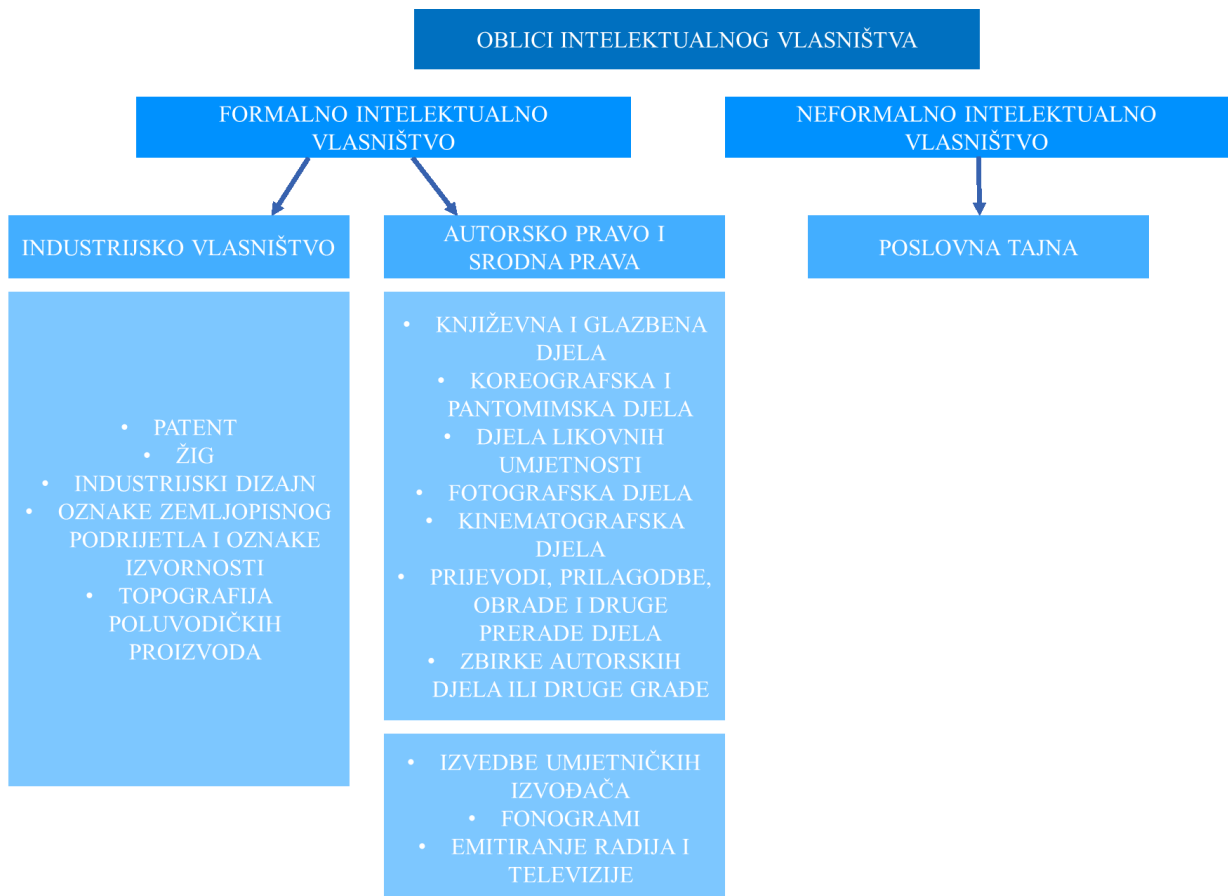 OBLICI INTELEKTUALNOG VLASNIŠTVA
FORMALNO INTELEKTUALNO
VLASNIŠTVO
NEFORMALNO INTELEKTUALNO
VLASNIŠTVO
INDUSTRIJSKO VLASNIŠTVO
AUTORSKO PRAVO I
SRODNA PRAVA
POSLOVNA TAJNA
• PATENT
• ŽIG
• INDUSTRIJSKI DIZAJN
• OZNAKE ZEMLJOPISNOG
PODRIJETLA I OZNAKE
IZVORNOSTI
• TOPOGRAFIJA
POLUVODIČKIH
PROIZVODA
• KNJIŽEVNA I GLAZBENA
DJELA
• KOREOGRAFSKA I
PANTOMIMSKA DJELA
• DJELA LIKOVNIH
UMJETNOSTI
• FOTOGRAFSKA DJELA
• KINEMATOGRAFSKA
DJELA
• PRIJEVODI, PRILAGODBE,
OBRADE I DRUGE
PRERADE DJELA
• ZBIRKE AUTORSKIH
DJELA ILI DRUGE GRAĐE
• IZVEDBE UMJETNIČKIH
IZVOĐAČA
• FONOGRAMI
• EMITIRANJE RADIJA I
TELEVIZIJE